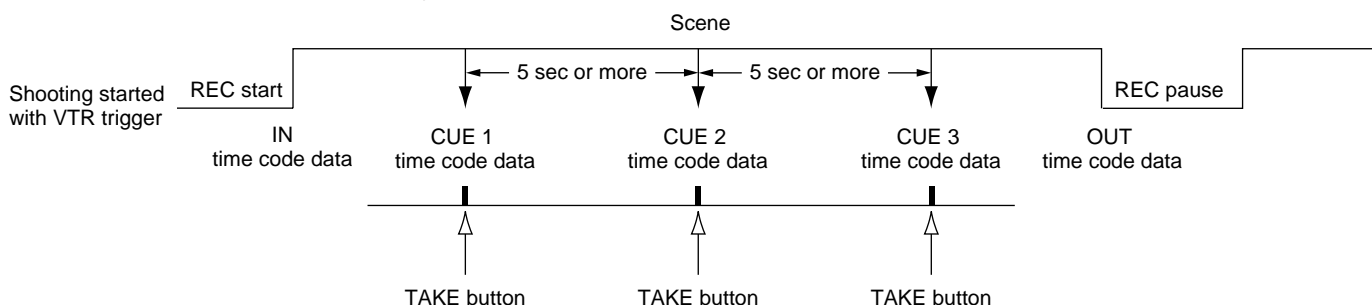 Scene
5 sec or more
5 sec or more
Shooting started
with VTR trigger
REC start
REC pause
IN
time code data
CUE 1
time code data
CUE 2
time code data
CUE 3
time code data
OUT
time code data
TAKE button
TAKE button
TAKE button